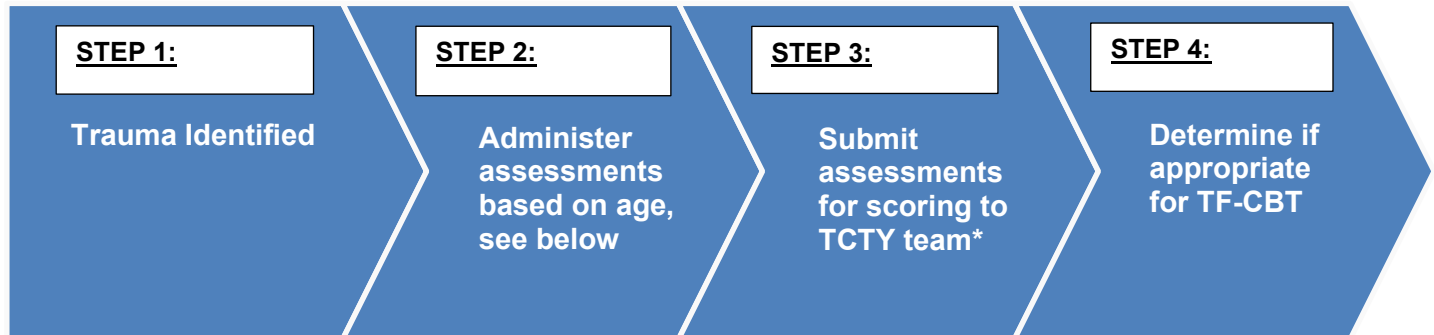 STEP 1:
Trauma Identified
STEP 2:
Administer
assessments
based on age,
see below
STEP 3:
Submit
assessments
for scoring to
TCTY team*
STEP 4:
Determine if
appropriate
for TF-CBT